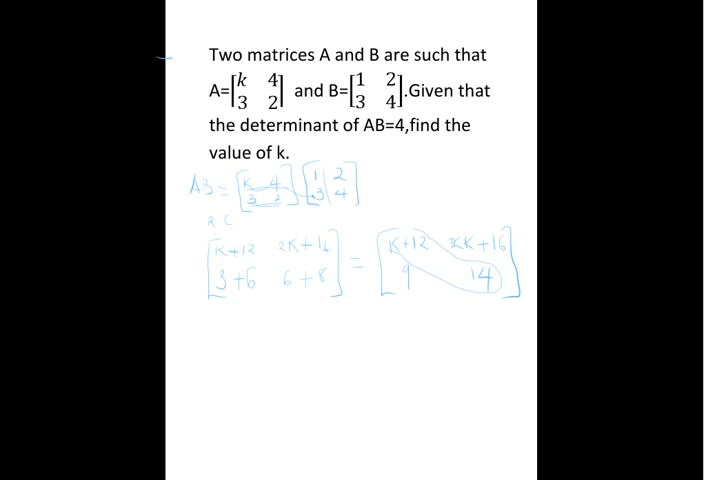 Two matrices A and B are such that
A=[k 4 3 2] and B=[1 2 3 4].Given that
the determinant of AB=4,find the
value of k.
AB = [K 4 3 2] [1 2 3 4]
R C
[K+12 2K+16 3+6 6+8] = [K+12 2K+16 9 14]